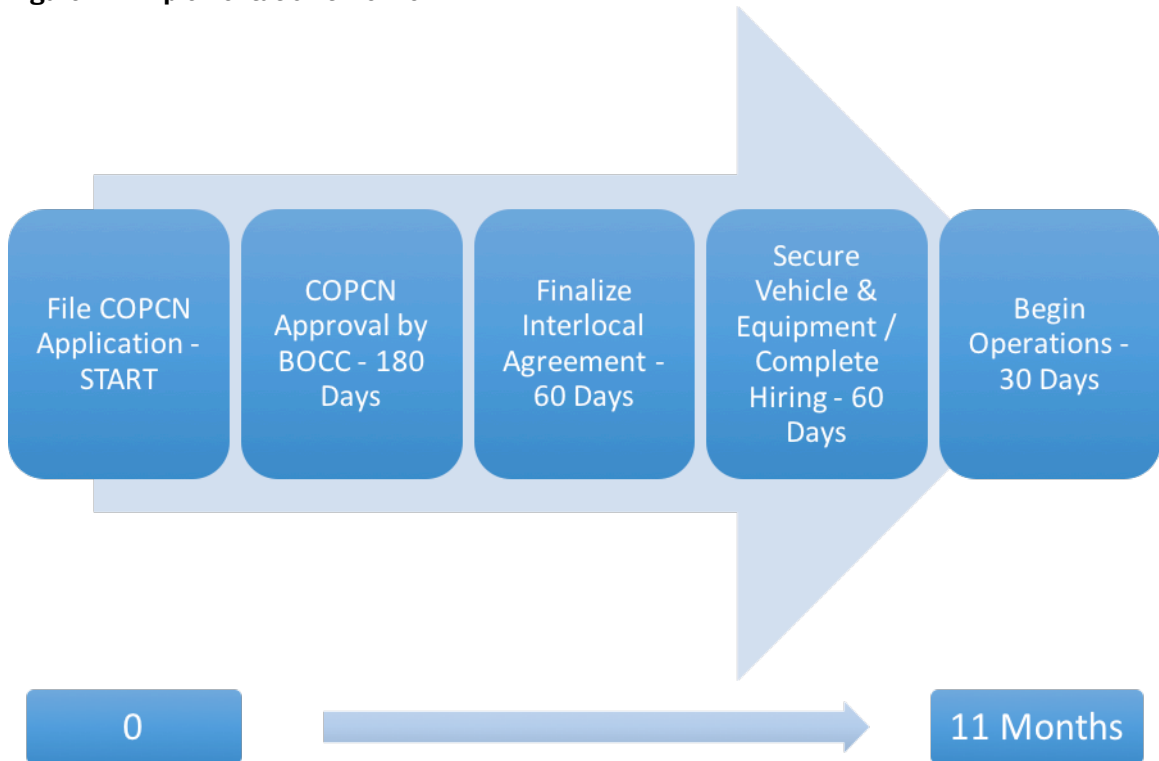 File COPCN
Application -
START
COPCN
Approval by
BOCC - 180
Days
Finalize
Interlocal
Agreement -
60 Days
Secure
Vehicle &
Equipment /
Complete
Hiring - 60
Days
Begin
Operations -
30 Days
0
11 Months